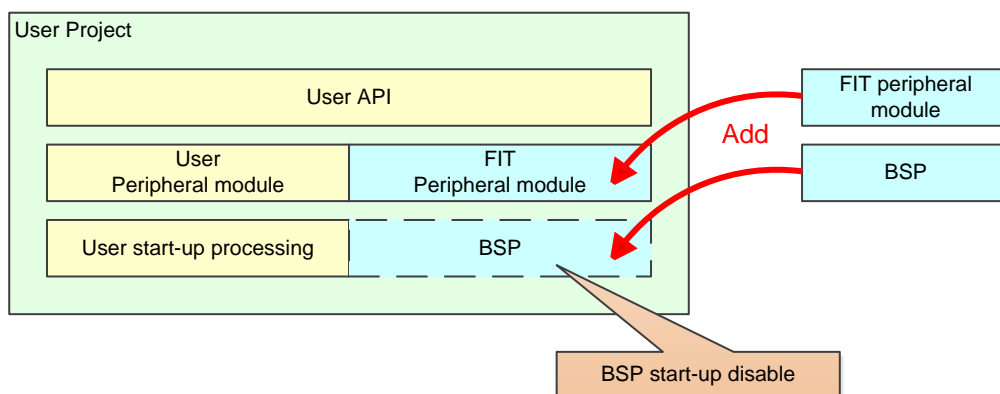 User Project
User API
FIT peripheral
module
Add
User
Peripheral module
FIT
Peripheral module
BSP
User start-up processing
BSP
BSP start-up disable